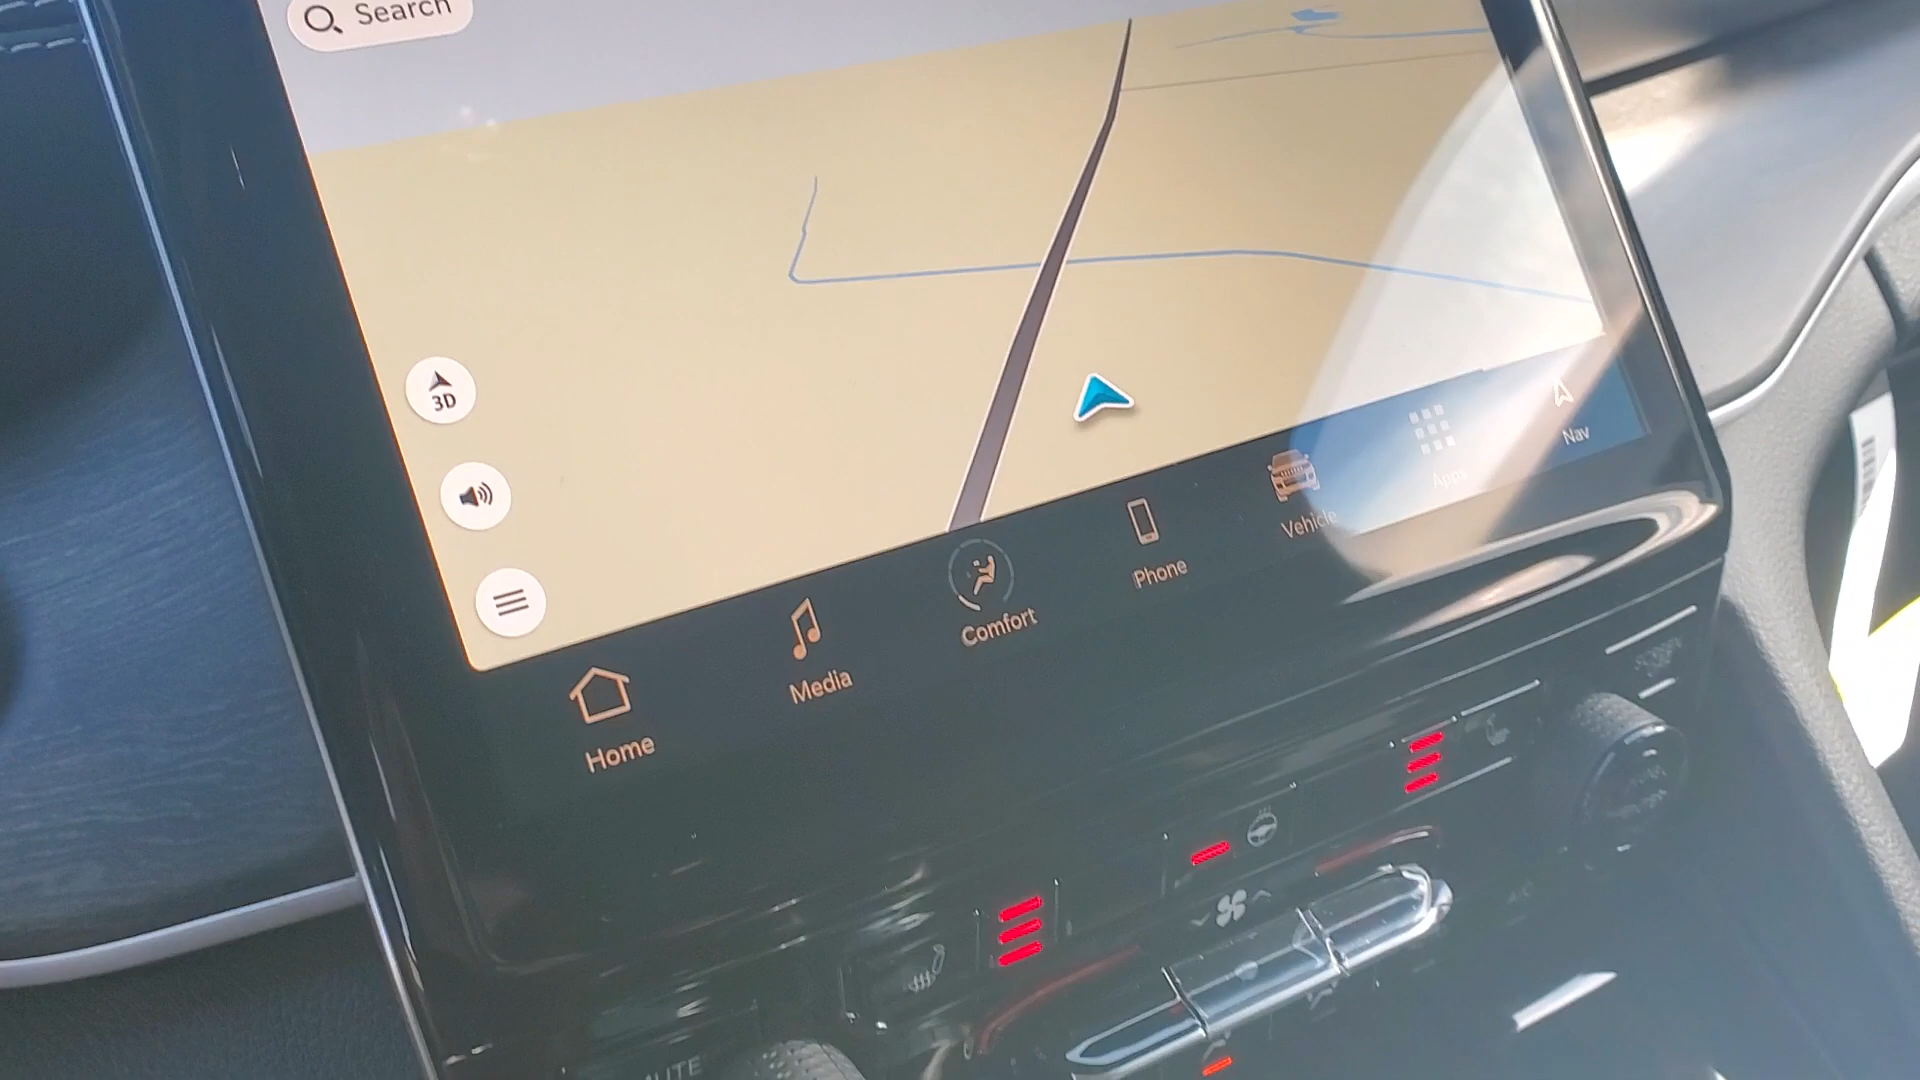 Search
3D
Home
Media
Comfort
Phone
Vehicle
Apps
Nav